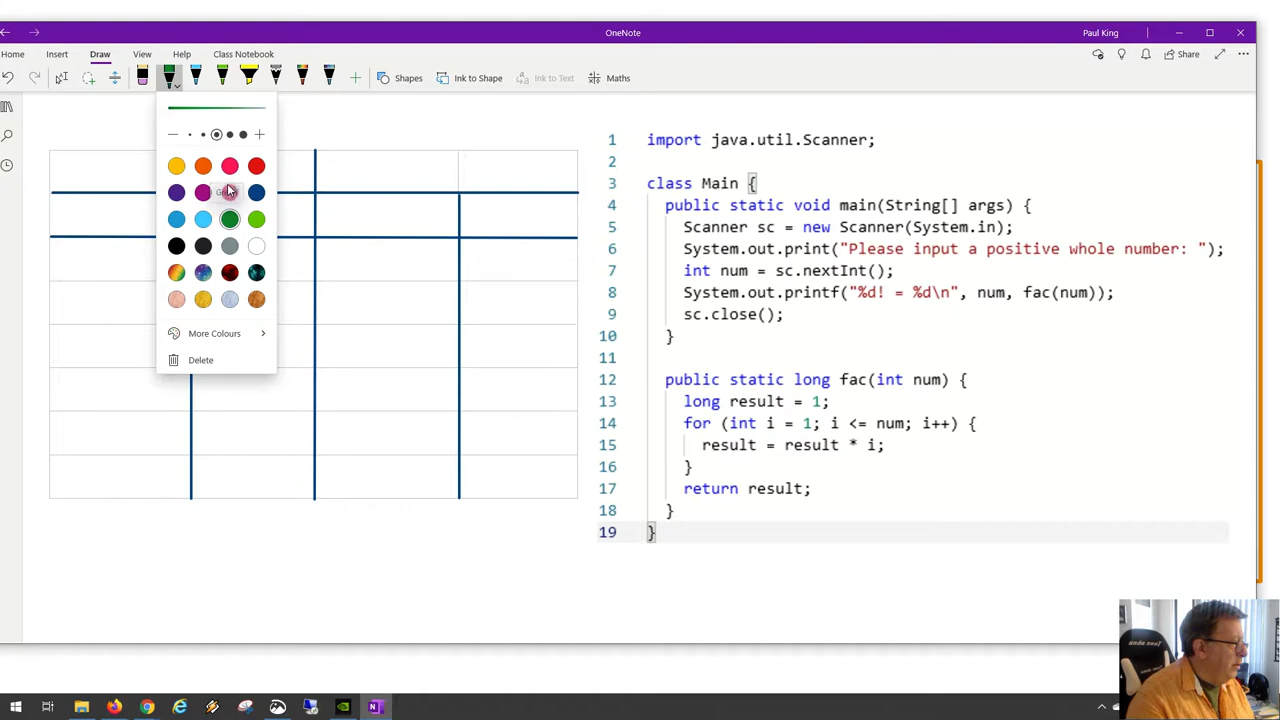 OneNote
Paul King
Home Insert Draw View Help Class Notebook
Share
Shapes Ink to Shape Ink to Text Maths
More Colours
Delete
1 import java.util.Scanner;
2
3 class Main {
4 public static void main(String[] args) {
5 Scanner sc = new Scanner(System.in);
6 System.out.print("Please input a positive whole number: ");
7 int num = sc.nextInt();
8 System.out.printf("%d! = %d\n", num, fac(num));
9 sc.close();
10 }
11
12 public static long fac(int num) {
13 long result = 1;
14 for (int i = 1; i <= num; i++) {
15 result = result * i;
16 }
17 return result;
18 }
19 }